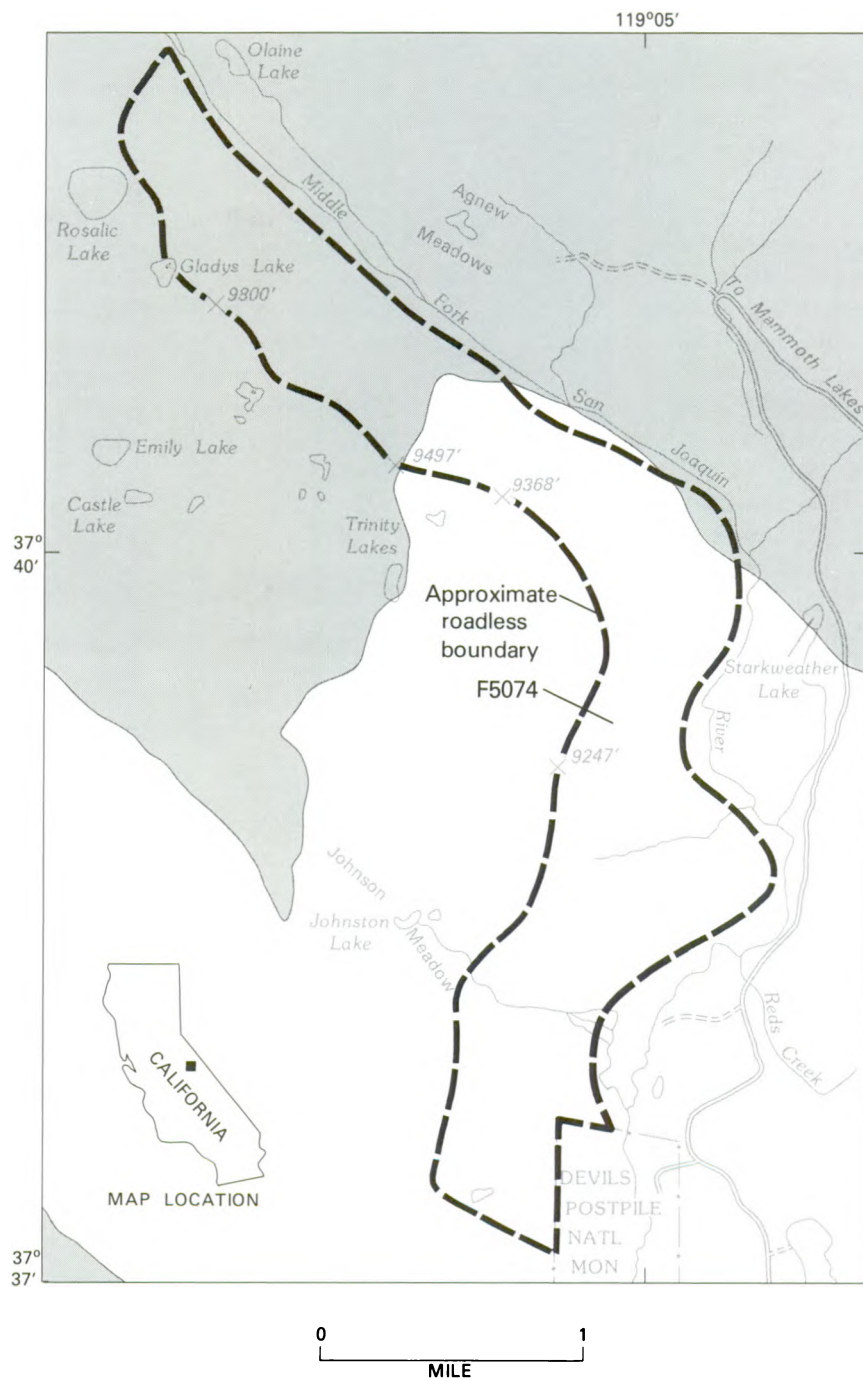 119°05'
Olaine
Lake
Middle
Agnew
Meadows
Rosalic
Lake
Gladys Lake
9800'
To Mammoth Lakes
Fork
San
Joaquin
Emily Lake
9497'
9368'
Castle
Lake
Trinity
Lakes
37°
40'
Approximate
roadless
boundary
Starkweather
Lake
F5074
River
9247'
Johnson
Johnston
Lake
Meadow
Reds
Creek
CALIFORNIA
MAP LOCATION
DEVILS
POSTPILE
NATL
MON
37°
37'
0 1
MILE